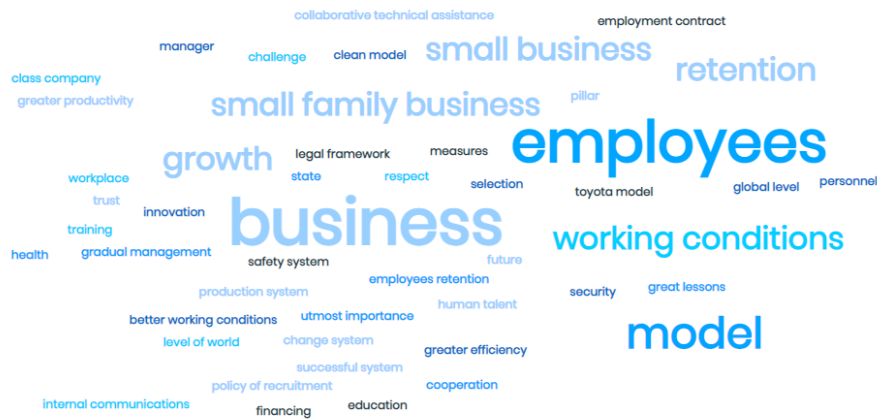 collaborative technical assistance
employment contract
manager
challenge
clean model
small business
retention
class company
greater productivity
small family business
pillar
employees
growth
legal framework
measures
workplace
state
respect
selection
toyota model
global level
personnel
trust
innovation
business
training
working conditions
health
gradual management
safety system
future
employees retention
production system
security
great lessons
human talent
better working conditions
utmost importance
model
level of world
change system
greater efficiency
successful system
policy of recruitment
cooperation
internal communications
financing
education